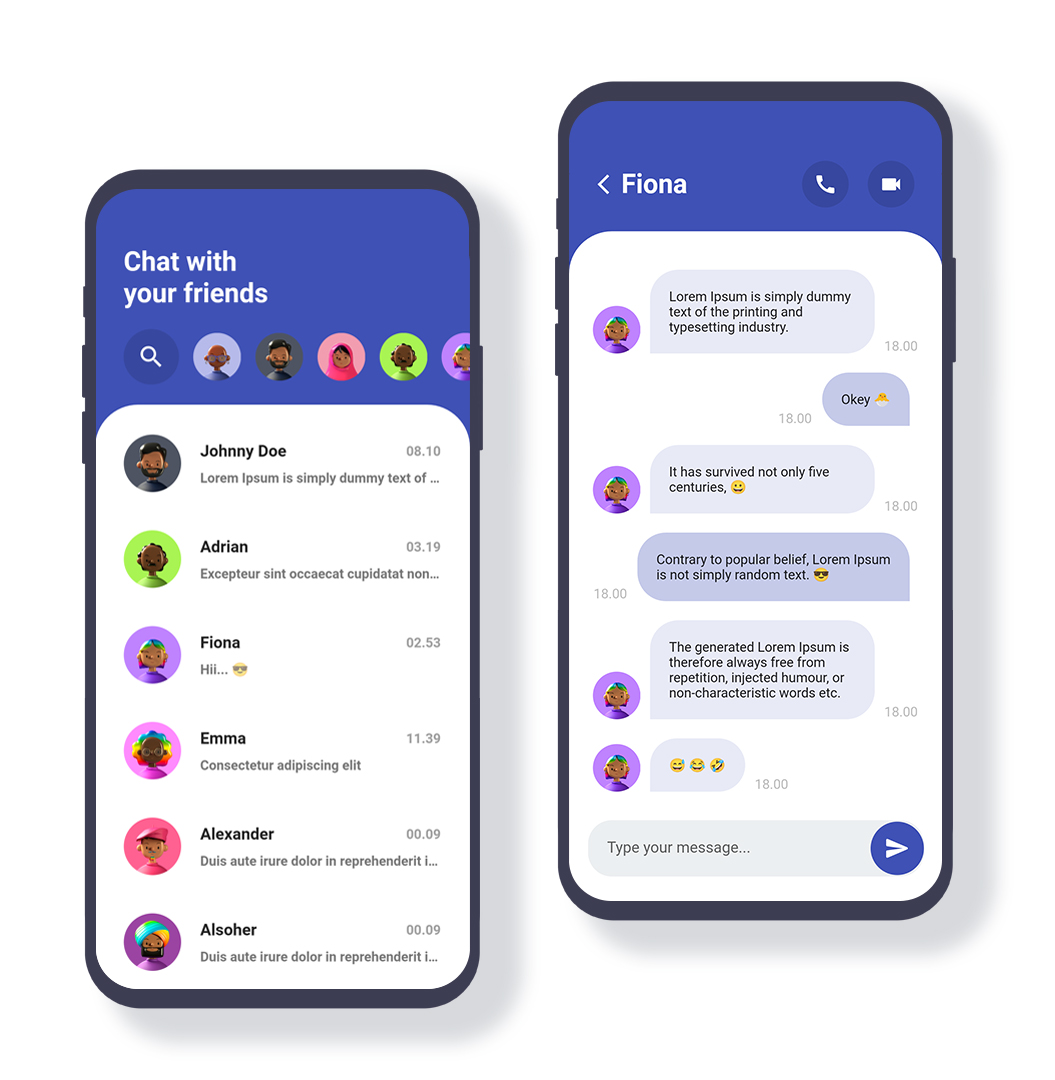 Chat with
your friends
Johnny Doe 08.10
Lorem Ipsum is simply dummy text of ...
Adrian 03.19
Excepteur sint occaecat cupidatat non...
Fiona 02.53
Hii... 😎
Emma 11.39
Consectetur adipiscing elit
Alexander 00.09
Duis aute irure dolor in reprehenderit i...
Alsoher 00.09
Duis aute irure dolor in reprehenderit i...
Fiona
Lorem Ipsum is simply dummy
text of the printing and
typesetting industry.
18.00
Okey 🐣
18.00
It has survived not only five
centuries, 😀
18.00
Contrary to popular belief, Lorem Ipsum
is not simply random text. 😎
18.00
The generated Lorem Ipsum is
therefore always free from
repetition, injected humour, or
non-characteristic words etc.
18.00
😅 😂 🤣
18.00
Type your message...